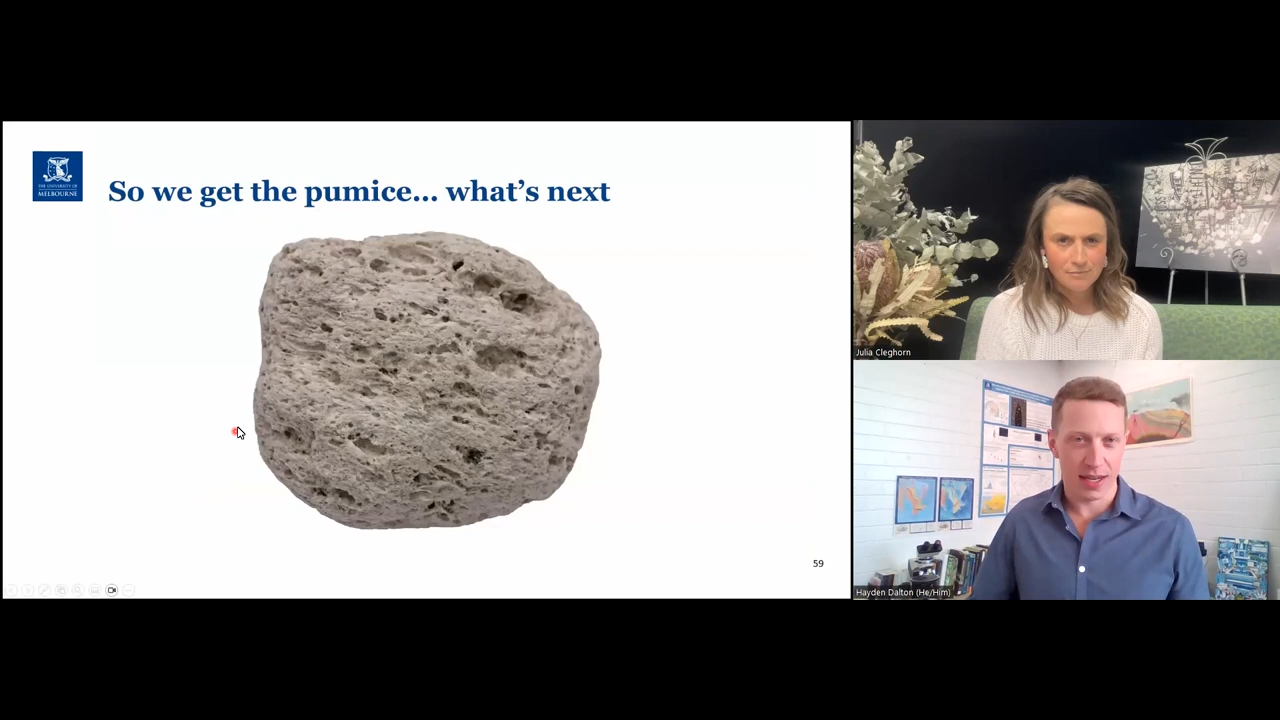 THE UNIVERSITY OF
MELBOURNE
So we get the pumice... what's next
59
Julia Cleghorn
Hayden Dalton (He/Him)